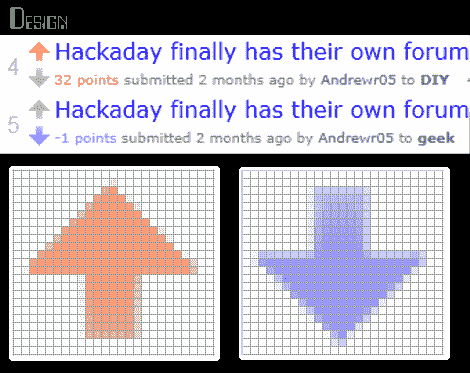 Design
4
Hackaday finally has their own forum
32 points submitted 2 months ago by Andrewr05 to DIY
5
Hackaday finally has their own forum
-1 points submitted 2 months ago by Andrewr05 to geek